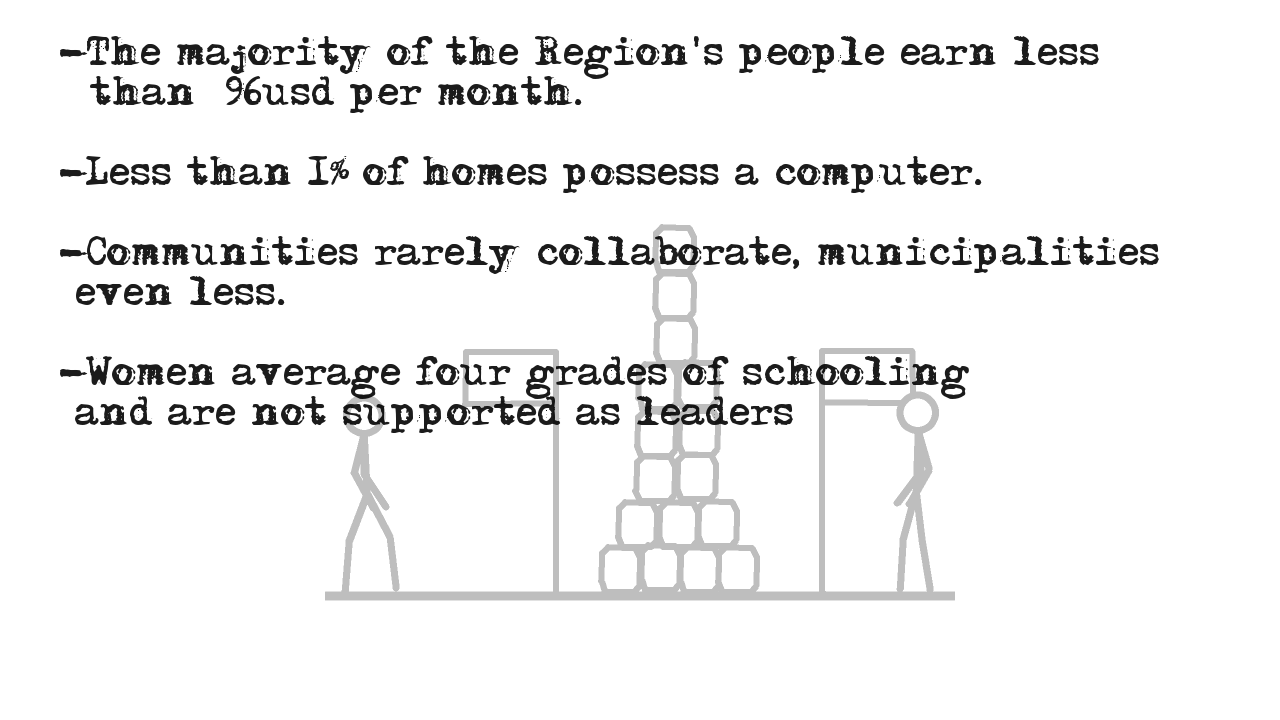 -The majority of the Region's people earn less
than 96usd per month.
-Less than 1% of homes possess a computer.
-Communities rarely collaborate, municipalities
even less.
-Women average four grades of schooling
and are not supported as leaders